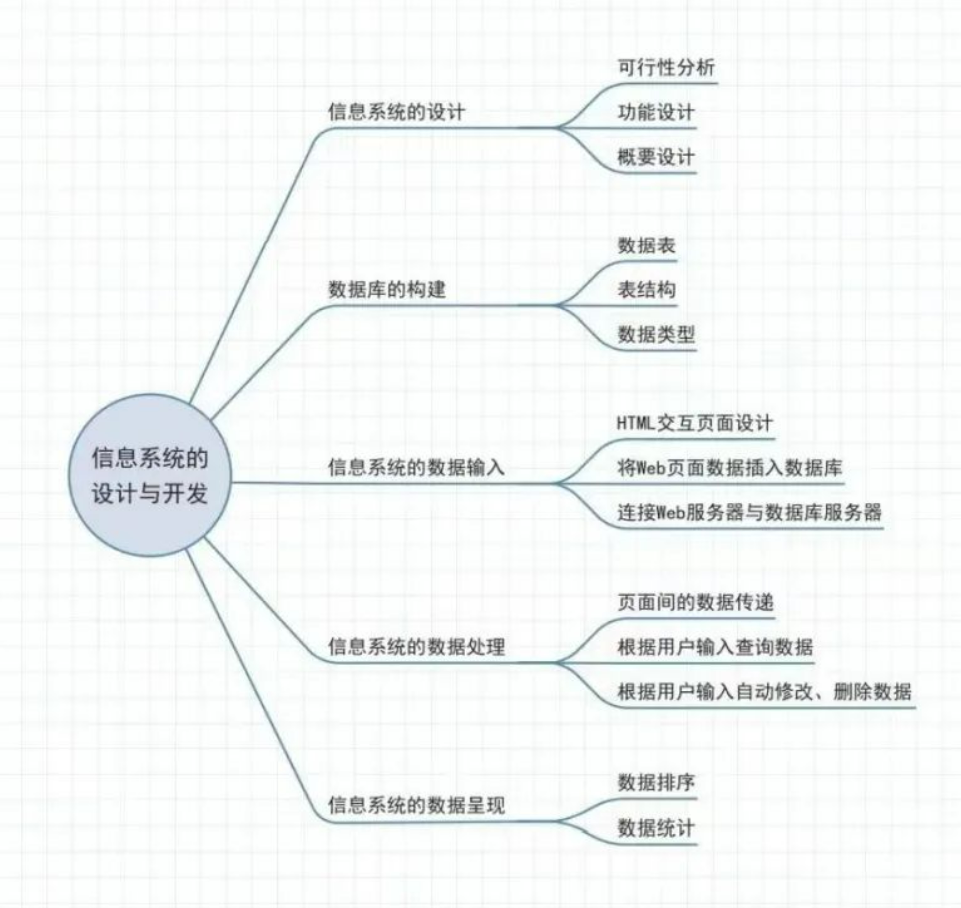 信息系统的
设计与开发
信息系统的设计
可行性分析
功能设计
概要设计
数据库的构建
数据表
表结构
数据类型
信息系统的数据输入
HTML交互页面设计
将Web页面数据插入数据库
连接Web服务器与数据库服务器
信息系统的数据处理
页面间的数据传递
根据用户输入查询数据
根据用户输入自动修改、删除数据
信息系统的数据呈现
数据排序
数据统计